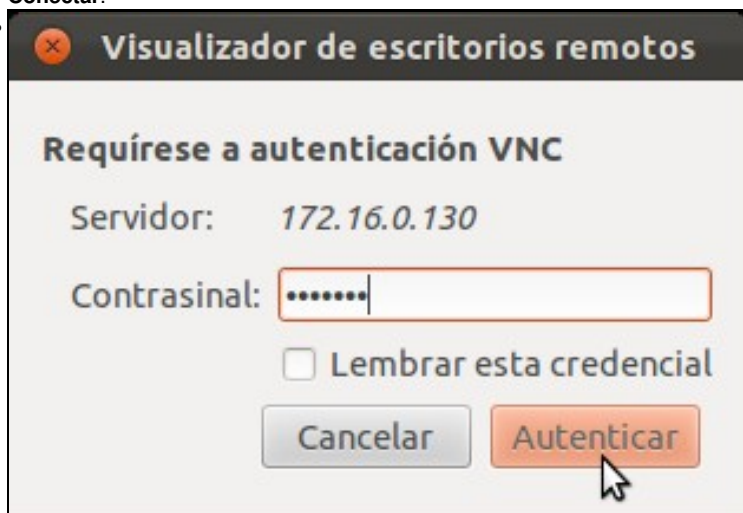 Conectar.
Visualizador de escritorios remotos
Requírese a autenticación VNC
Servidor: 172.16.0.130
Contrasinal: •••••••
Lembrar esta credencial
Cancelar Autenticar